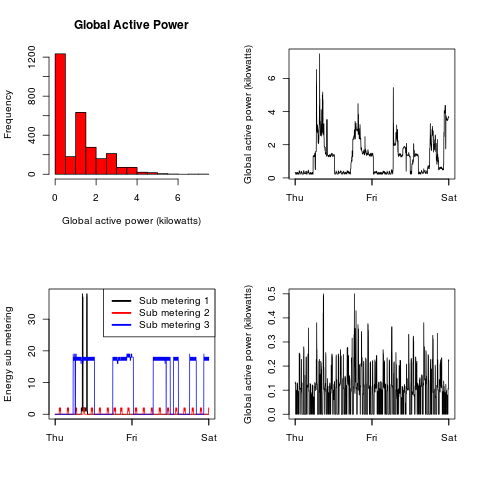 Global Active Power
Frequency
0 400 800 1200
0 2 4 6
Global active power (kilowatts)
Global active power (kilowatts)
0 2 4 6
Thu Fri Sat
Energy sub metering
0 10 20 30
Sub metering 1
Sub metering 2
Sub metering 3
Thu Fri Sat
Global active power (kilowatts)
0.0 0.1 0.2 0.3 0.4 0.5
Thu Fri Sat